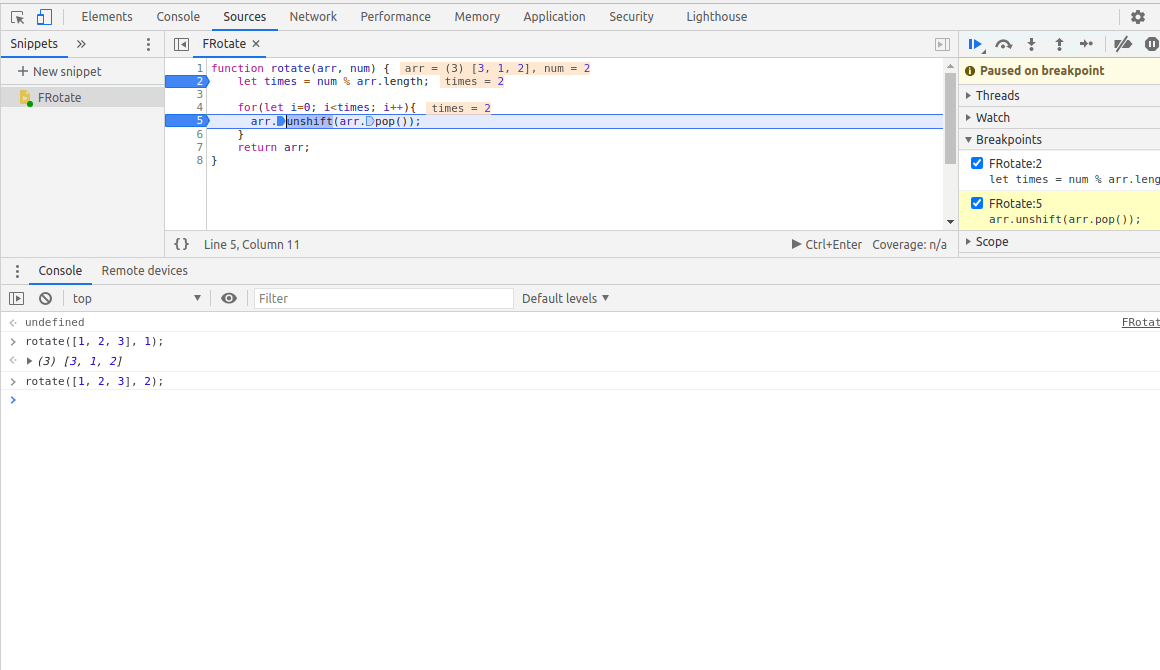 Elements Console Sources Network Performance Memory Application Security Lighthouse
Snippets » FRotate ×
+ New snippet
FRotate
1 function rotate(arr, num) { arr = (3) [3, 1, 2], num = 2
2 let times = num % arr.length; times = 2
3
4 for(let i=0; i<times; i++){ times = 2
5 arr.unshift(arr.pop());
6 }
7 return arr;
8 }
{} Line 5, Column 11 Ctrl+Enter Coverage: n/a
Paused on breakpoint
Threads
Watch
Breakpoints
FRotate:2
let times = num % arr.leng
FRotate:5
arr.unshift(arr.pop());
Scope
Console Remote devices
top Filter Default levels
undefined FRotat
rotate([1, 2, 3], 1);
(3) [3, 1, 2]
rotate([1, 2, 3], 2);